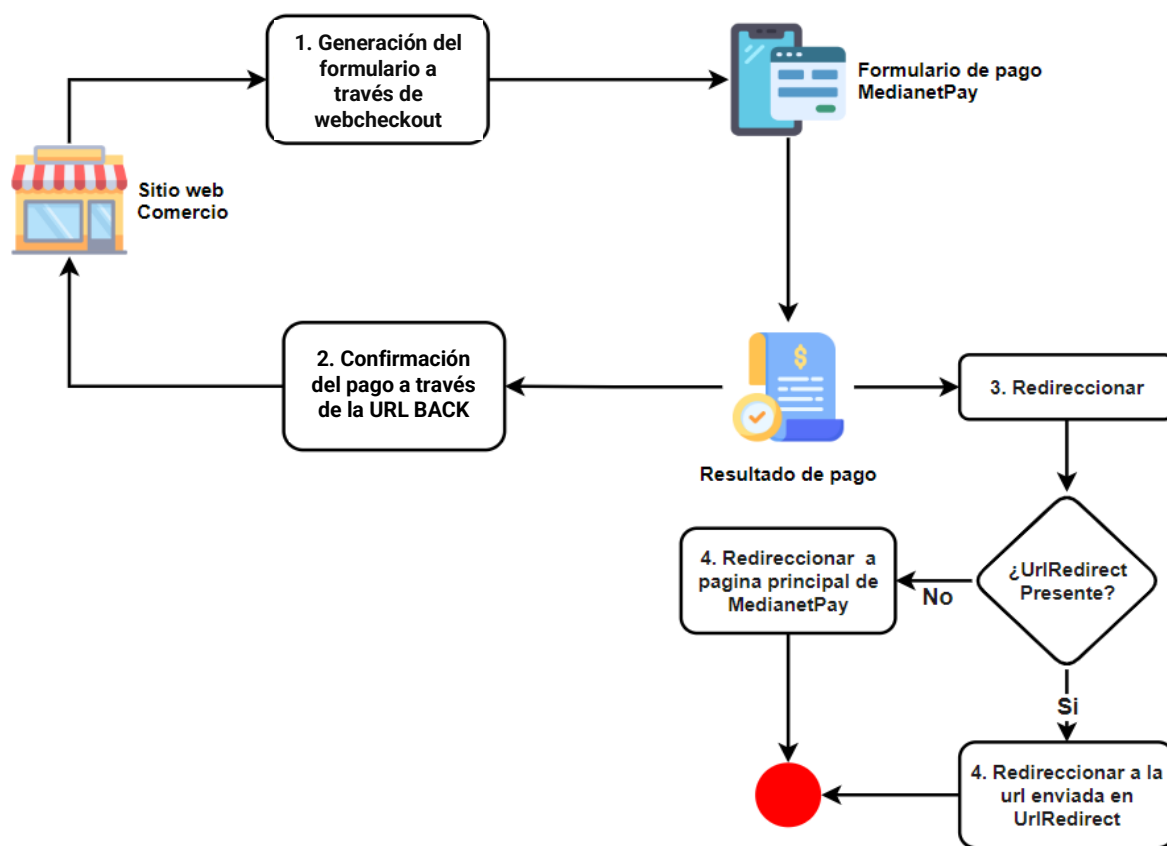 1. Generación del
formulario a
través de
webcheckout
Formulario de pago
MedianetPay
Sitio web
Comercio
2. Confirmación
del pago a través
de la URL BACK
$
3. Redireccionar
Resultado de pago
¿UrlRedirect
Presente?
No
4. Redireccionar a
pagina principal de
MedianetPay
Si
4. Redireccionar a la
url enviada en
UrlRedirect